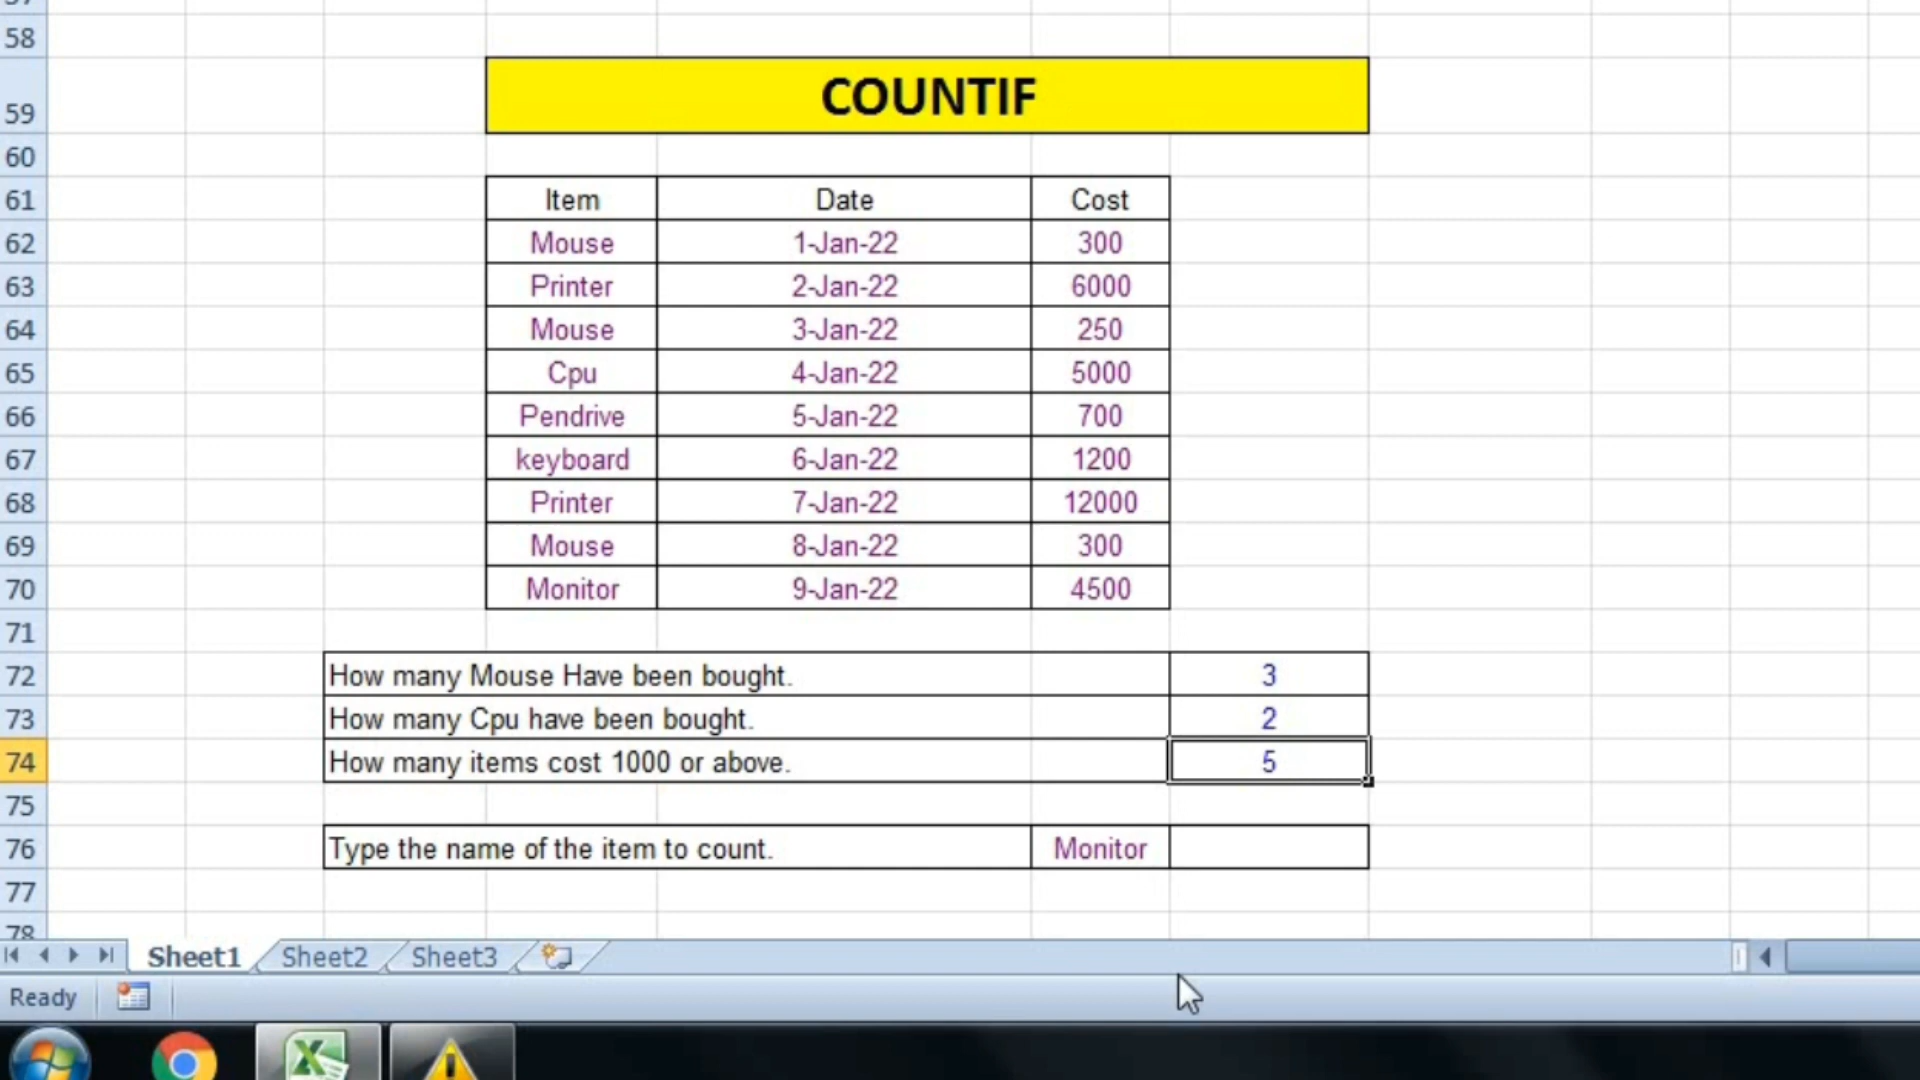 57
58
59 COUNTIF
60
61 Item Date Cost
62 Mouse 1-Jan-22 300
63 Printer 2-Jan-22 6000
64 Mouse 3-Jan-22 250
65 Cpu 4-Jan-22 5000
66 Pendrive 5-Jan-22 700
67 keyboard 6-Jan-22 1200
68 Printer 7-Jan-22 12000
69 Mouse 8-Jan-22 300
70 Monitor 9-Jan-22 4500
71
72 How many Mouse Have been bought. 3
73 How many Cpu have been bought. 2
74 How many items cost 1000 or above. 5
75
76 Type the name of the item to count. Monitor
77
78
Sheet1 Sheet2 Sheet3
Ready